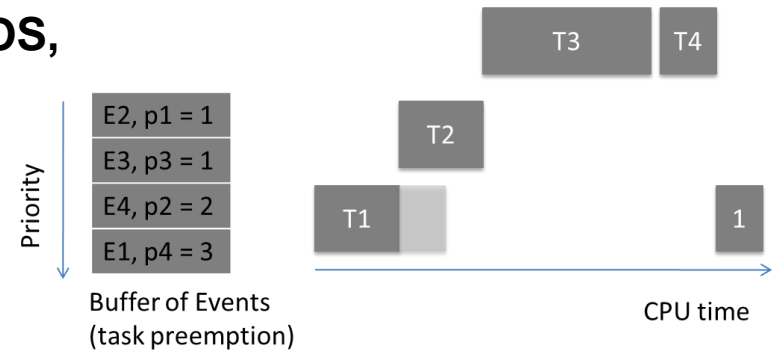 OS,
T3 T4
E2, p1 = 1
T2
E3, p3 = 1
E4, p2 = 2
T1
1
E1, p4 = 3
Priority
Buffer of Events
(task preemption)
CPU time